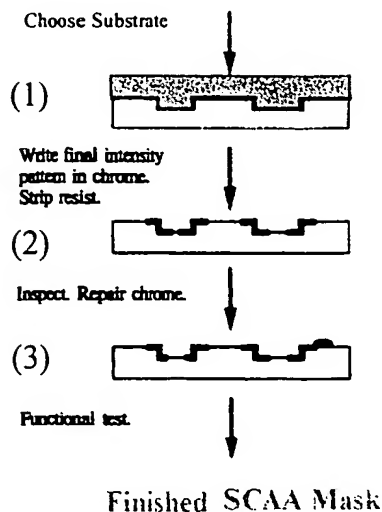 Choose Substrate
(1)
Write final intensity
pattern in chrome.
Strip resist.
(2)
Inspect. Repair chrome.
(3)
Functional test.
Finished SCAA Mask